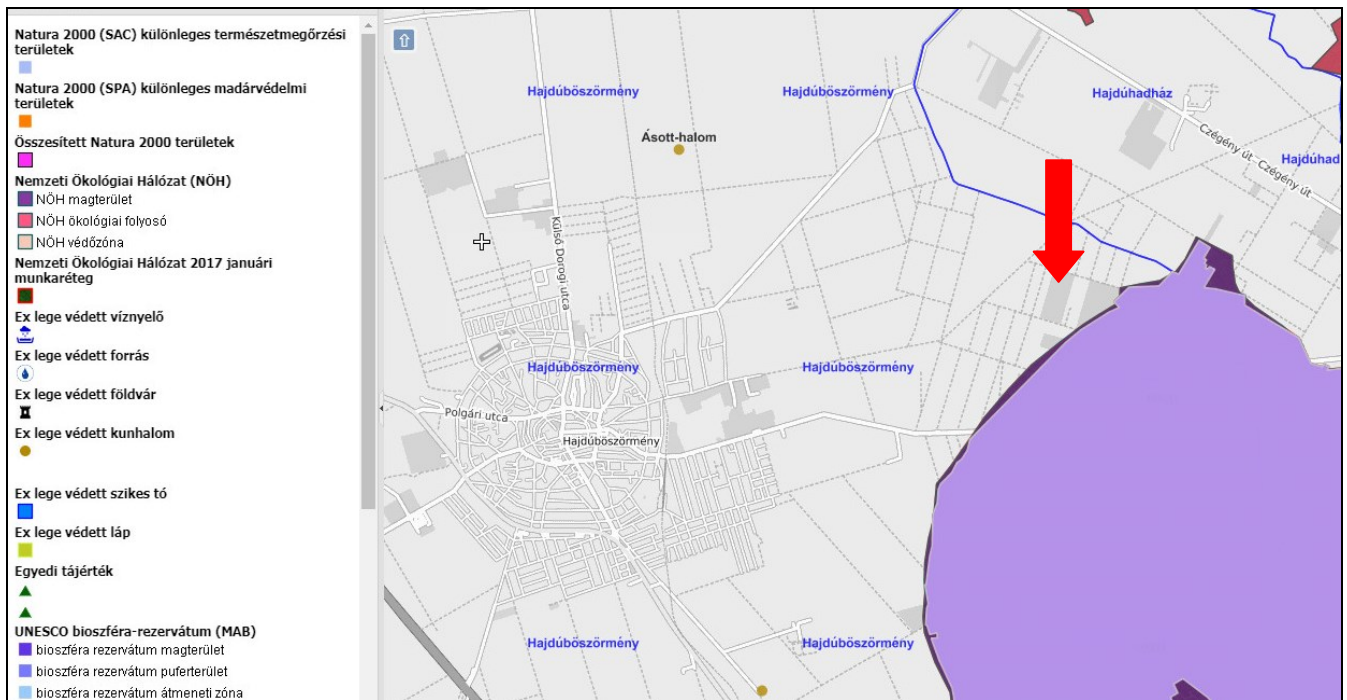 Natura 2000 (SAC) különleges természetmegőrzési
területek
Natura 2000 (SPA) különleges madárvédelmi
területek
Összesített Natura 2000 területek
Nemzeti Ökológiai Hálózat (NÖH)
NÖH magterület
NÖH ökológiai folyosó
NÖH védőzóna
Nemzeti Ökológiai Hálózat 2017 januári
munkaréteg
Ex lege védett víznyelő
Ex lege védett forrás
Ex lege védett földvár
Ex lege védett kunhalom
Ex lege védett szikes tó
Ex lege védett láp
Egyedi tájérték
UNESCO bioszféra-rezervátum (MAB)
bioszféra rezervátum magterület
bioszféra rezervátum puferterület
bioszféra rezervátum átmeneti zóna
Hajdúböszörmény
Hajdúböszörmény
Hajdúhadház
Ásott-halom
Czégény út
Czégény út
Hajdúhad
Külső Dorogi utca
Hajdúböszörmény
Hajdúböszörmény
Polgári utca
Hajdúböszörmény
Hajdúböszörmény
Hajdúböszörmény